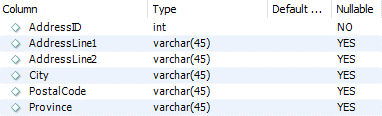 Column Type Default ... Nullable
AddressID int NO
AddressLine1 varchar(45) YES
AddressLine2 varchar(45) YES
City varchar(45) YES
PostalCode varchar(45) YES
Province varchar(45) YES